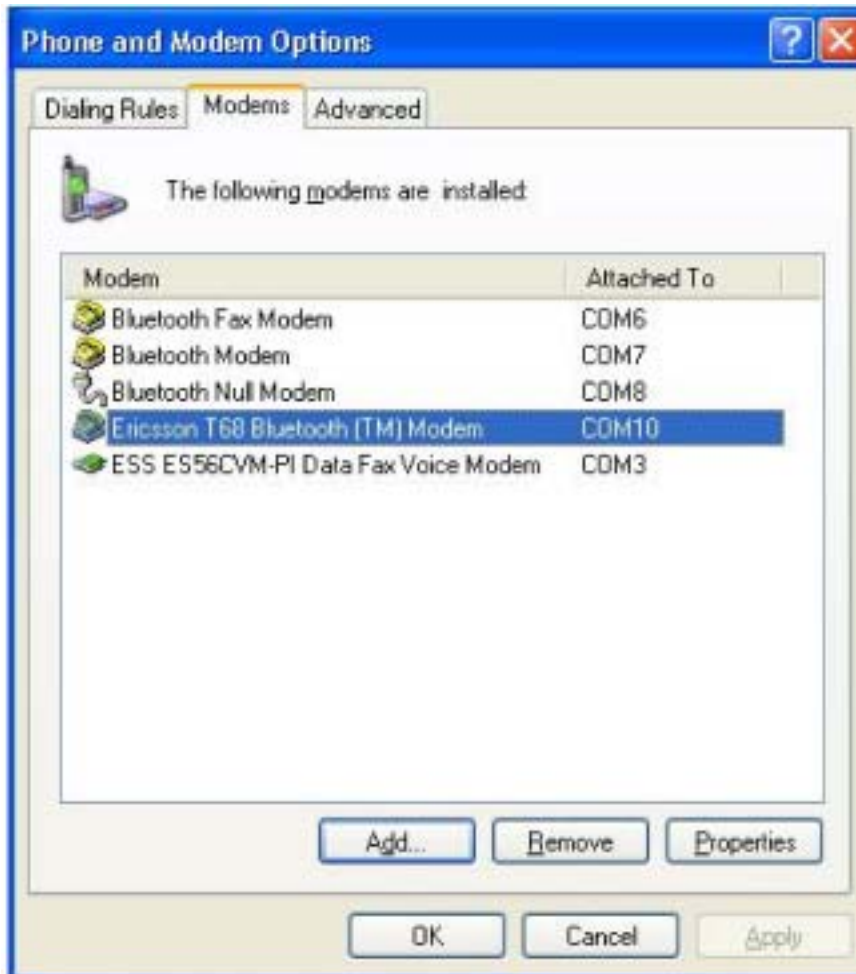 Phone and Modem Options
Dialing Rules Modems Advanced
The following modems are installed:
Modem Attached To
Bluetooth Fax Modem COM6
Bluetooth Modem COM7
Bluetooth Null Modem COM8
Ericsson T68 Bluetooth (TM) Modem COM10
ESS ES56CVM-PI Data Fax Voice Modem COM3
Add... Remove Properties
OK Cancel Apply